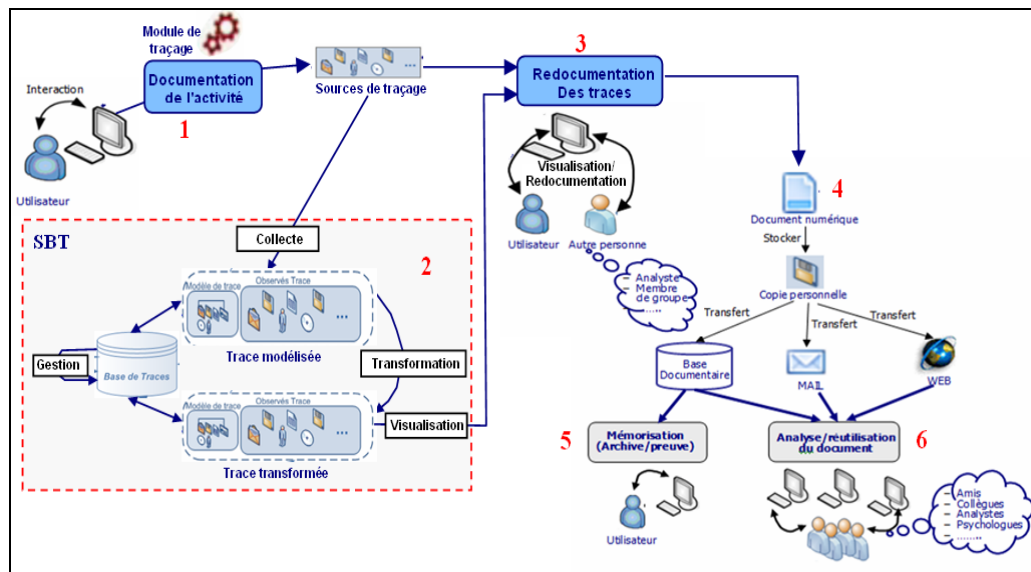 Module de
traçage
Documentation
de l'activité
1
Interaction
Utilisateur
...
Sources de traçage
3
Redocumentation
Des traces
Visualisation/
Redocumentation
Utilisateur
Autre personne
– Analyste
– Membre
de groupe
– .....
4
Document numérique
Stocker
Copie personnelle
Transfert
Transfert
Transfert
Base
Documentaire
MAIL
WEB
SBT
2
Collecte
Modèle de trace
Observés Trace
...
Trace modélisée
Gestion
Base de Traces
Transformation
Modèle de trace
Observés Trace
...
Visualisation
Trace transformée
5
Mémorisation
(Archive/preuve)
Utilisateur
6
Analyse/réutilisation
du document
– Amis
– Collègues
– Analystes
– Psychologues
– ........